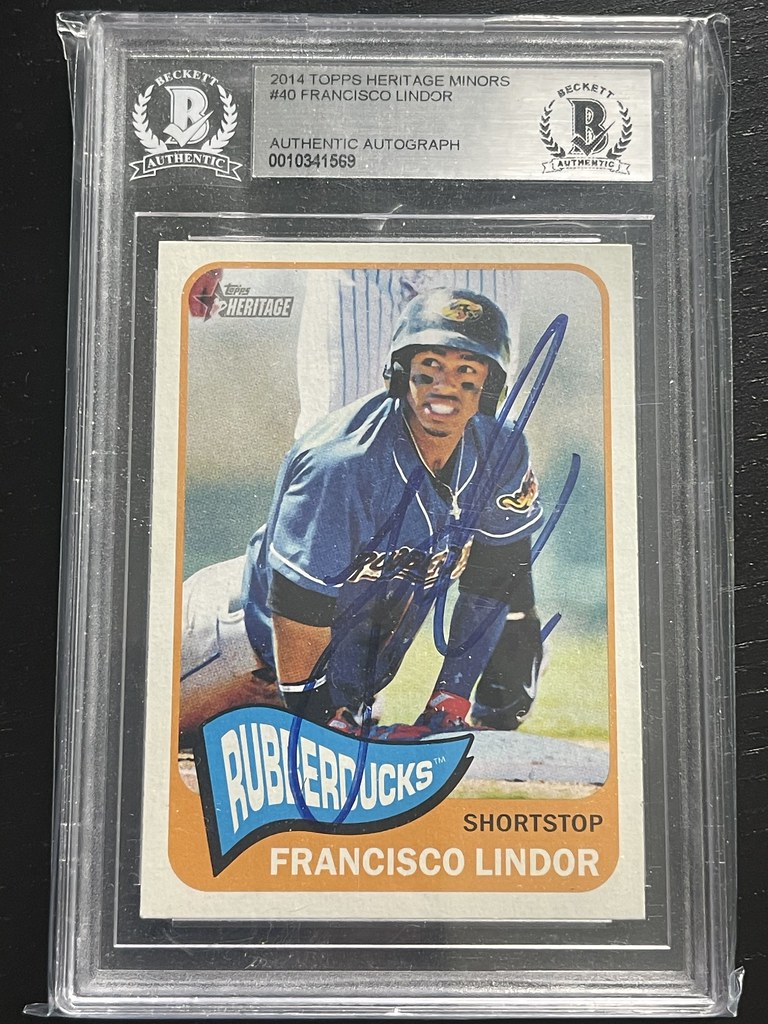 BECKETT
B
AUTHENTIC
2014 TOPPS HERITAGE MINORS
#40 FRANCISCO LINDOR
AUTHENTIC AUTOGRAPH
0010341569
BECKETT
B
AUTHENTIC
Topps
HERITAGE
RUBBERDUCKS™
SHORTSTOP
FRANCISCO LINDOR